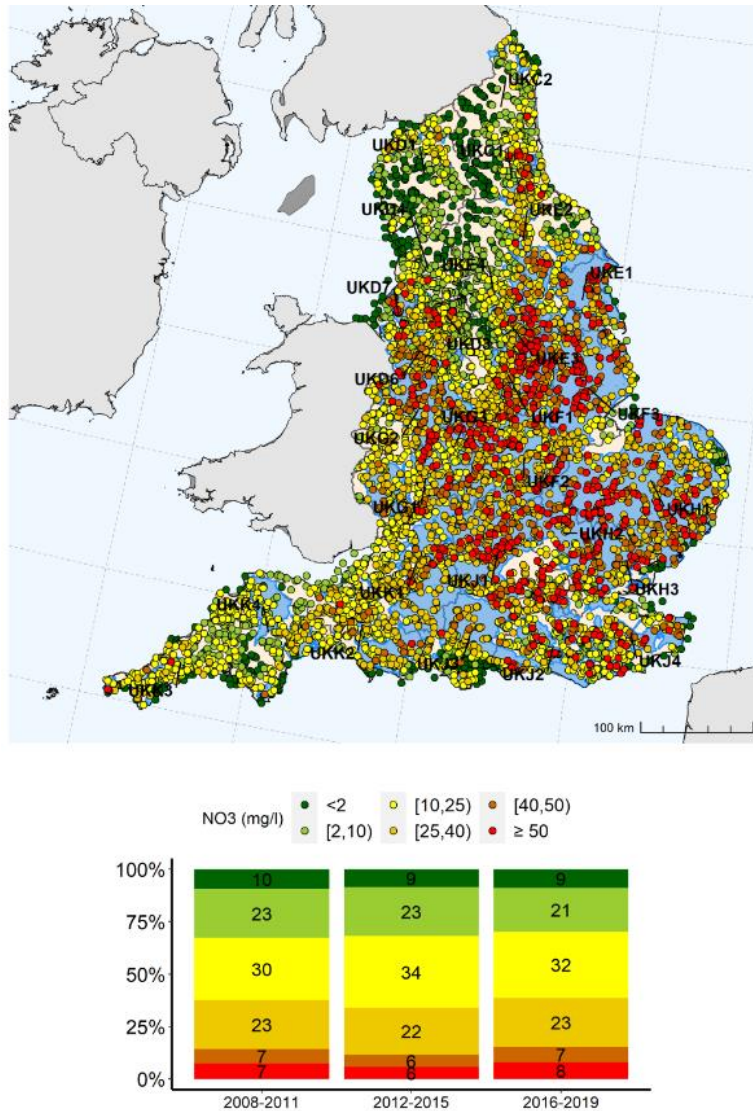 UKC2
UKD1
UKC1
UKD4
UKE2
UKE4
UKE1
UKD7
UKD3
UKE3
UKD6
UKF3
UKG3
UKF1
UKG2
UKF2
UKG1
UKH1
UKH2
UKJ1
UKH3
UKK1
UKK4
UKK2
UKJ3
UKJ4
UKJ2
UKK3
100 km
NO3 (mg/l)
<2
[10,25)
[40,50)
[2,10)
[25,40)
≥ 50
100%
10
9
9
23
23
21
75%
30
34
32
50%
25%
23
22
23
7
6
7
0%
7
6
8
2008-2011
2012-2015
2016-2019